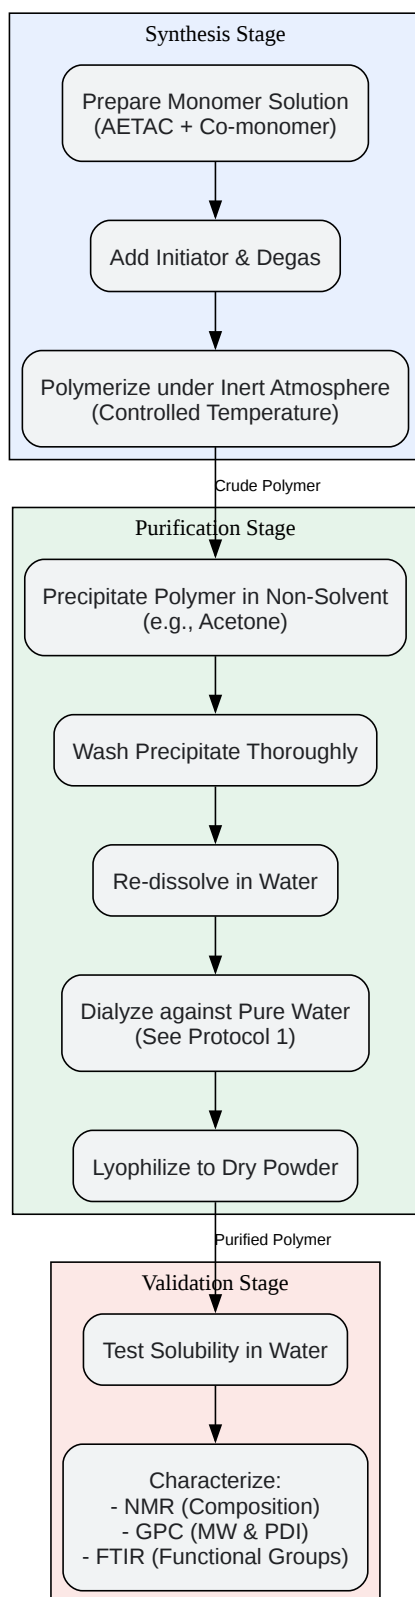 Synthesis Stage
Prepare Monomer Solution
(AETAC + Co-monomer)
Add Initiator & Degas
Polymerize under Inert Atmosphere
(Controlled Temperature)
Crude Polymer
Purification Stage
Precipitate Polymer in Non-Solvent
(e.g., Acetone)
Wash Precipitate Thoroughly
Re-dissolve in Water
Dialyze against Pure Water
(See Protocol 1)
Lyophilize to Dry Powder
Purified Polymer
Validation Stage
Test Solubility in Water
Characterize:
- NMR (Composition)
- GPC (MW & PDI)
- FTIR (Functional Groups)